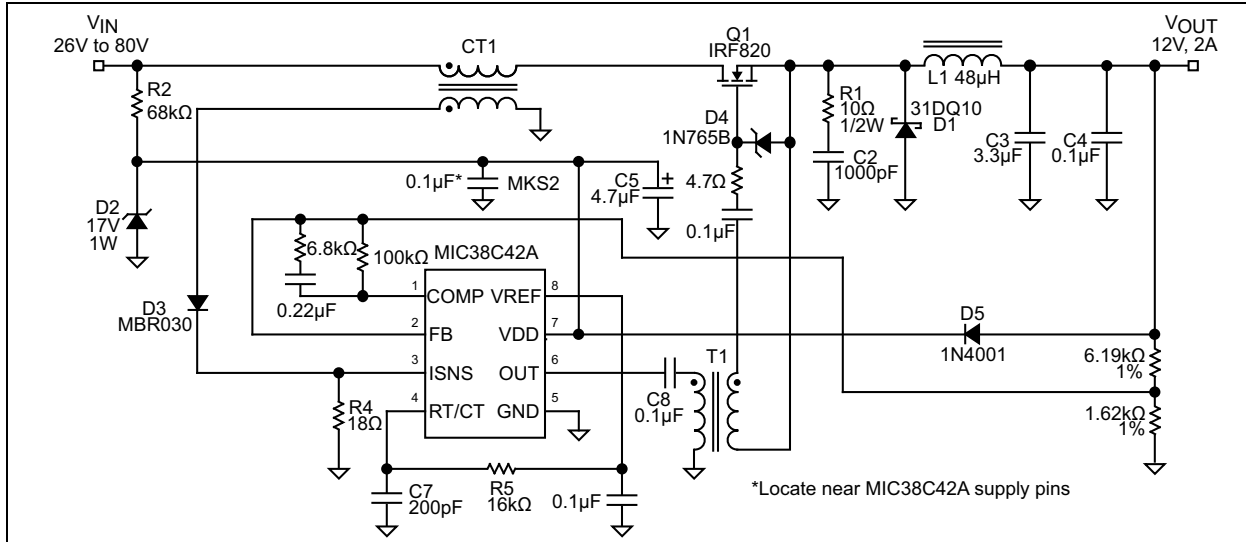 VIN
26V to 80V
CT1
Q1
IRF820
VOUT
12V, 2A
R2
68kΩ
L1 48µH
D4
1N765B
R1
10Ω
1/2W
31DQ10
D1
C3
3.3µF
C4
0.1µF
C2
1000pF
0.1µF*
MKS2
C5
4.7µF
+
4.7Ω
0.1µF
D2
17V
1W
6.8kΩ
100kΩ
0.22µF
MIC38C42A
1
COMP
VREF
8
2
FB
VDD
7
3
ISNS
OUT
6
4
RT/CT
GND
5
D3
MBR030
D5
1N4001
6.19kΩ
1%
1.62kΩ
1%
T1
C8
0.1µF
R4
18Ω
C7
200pF
R5
16kΩ
0.1µF
*Locate near MIC38C42A supply pins